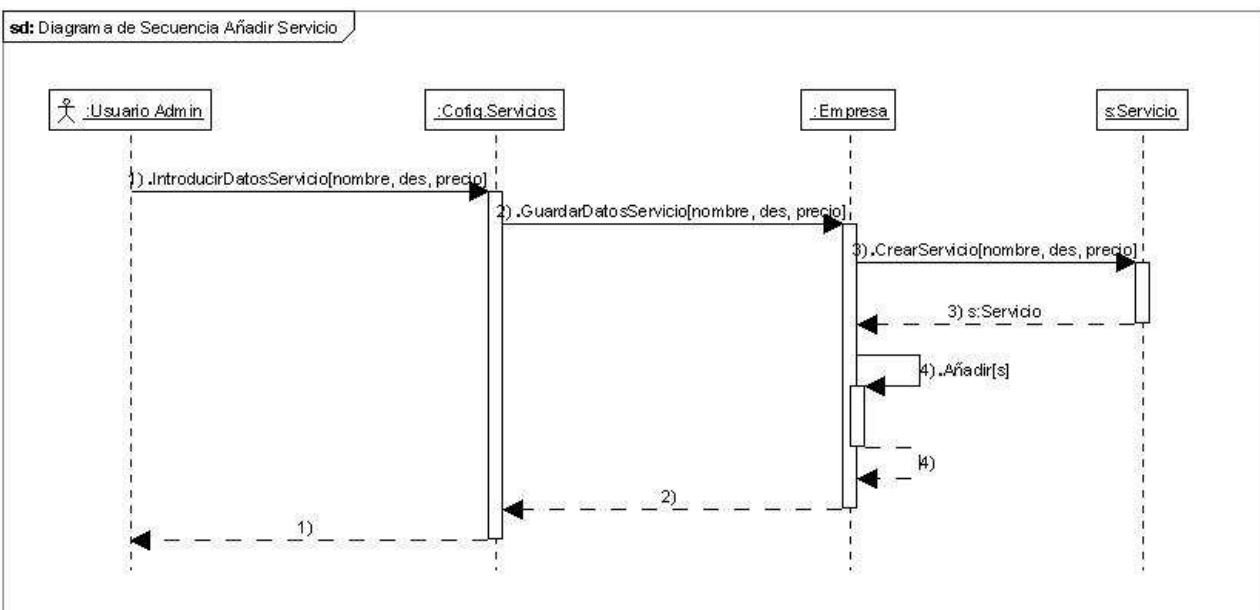 sd: Diagrama de Secuencia Añadir Servicio
:Usuario Admin
:Cofig.Servicios
:Empresa
s:Servicio
1).IntroducirDatosServicio[nombre, des, precio]
2).GuardarDatosServicio[nombre, des, precio]
3).CrearServicio[nombre, des, precio]
3) s:Servicio
4).Añadir[s]
4)
2)
1)